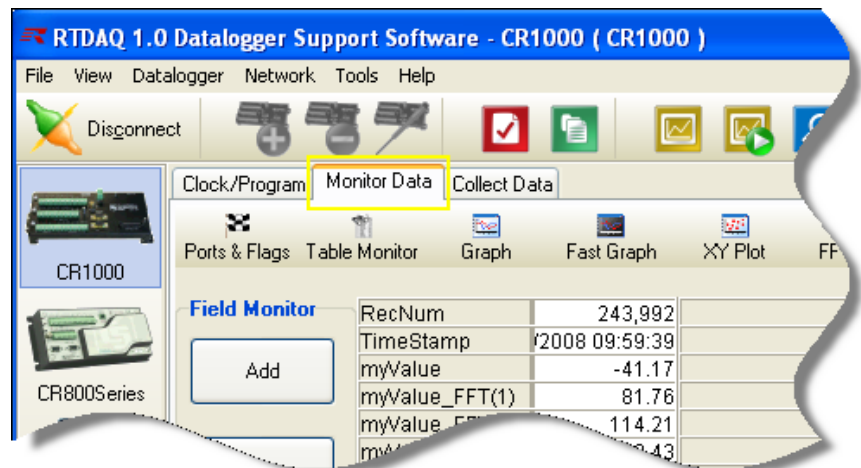 RTDAQ 1.0 Datalogger Support Software - CR1000 ( CR1000 )
File View Datalogger Network Tools Help
Disconnect
Clock/Program Monitor Data Collect Data
Ports & Flags Table Monitor Graph Fast Graph XY Plot
CR1000
Field Monitor
RecNum 243,992
TimeStamp /2008 09:59:39
Add
myValue -41.17
CR800Series
myValue_FFT(1) 81.76
114.21